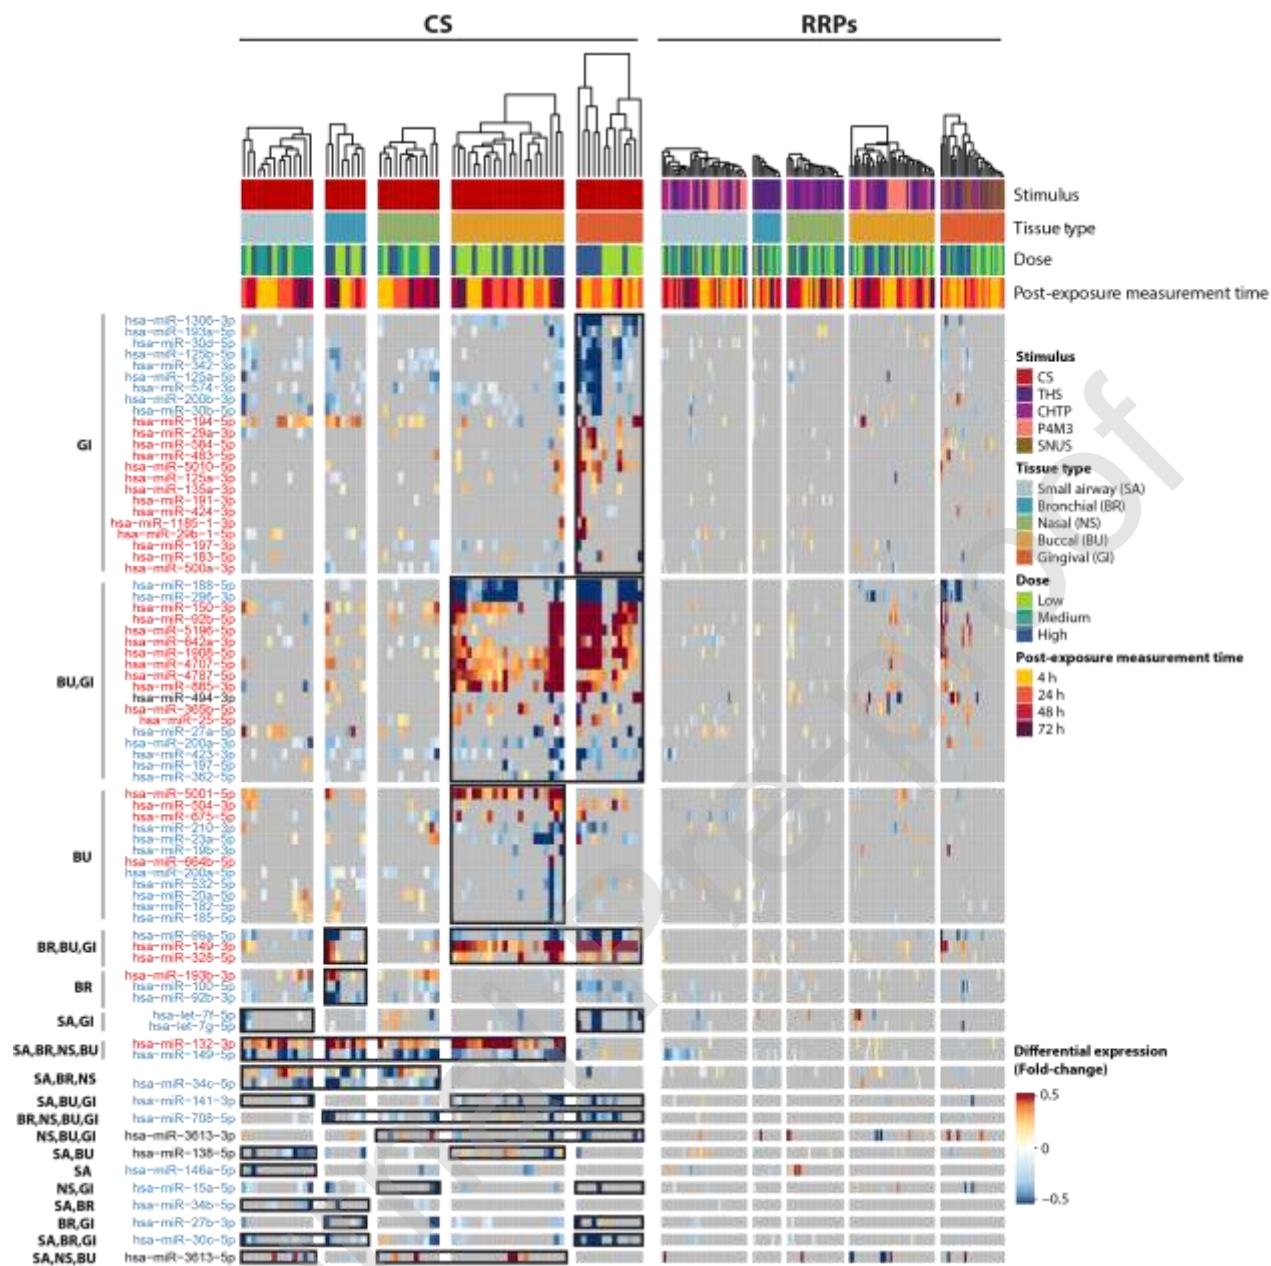 CS
RRPs
Stimulus
Tissue type
Dose
Post-exposure measurement time
GI
hsa-miR-1306-3p
hsa-miR-193a-5p
hsa-miR-30d-5p
hsa-miR-125b-5p
hsa-miR-342-3p
hsa-miR-125a-5p
hsa-miR-574-3p
hsa-miR-200b-3p
hsa-miR-30b-5p
hsa-miR-194-5p
hsa-miR-29a-3p
hsa-miR-584-5p
hsa-miR-483-5p
hsa-miR-5010-5p
hsa-miR-125a-3p
hsa-miR-135a-3p
hsa-miR-191-3p
hsa-miR-424-3p
hsa-miR-1185-1-3p
hsa-miR-29b-1-5p
hsa-miR-197-3p
hsa-miR-183-5p
hsa-miR-500a-3p
BU,GI
hsa-miR-188-5p
hsa-miR-296-3p
hsa-miR-150-3p
hsa-miR-92b-5p
hsa-miR-5196-5p
hsa-miR-642a-3p
hsa-miR-1908-5p
hsa-miR-4707-5p
hsa-miR-4787-5p
hsa-miR-885-3p
hsa-miR-494-3p
hsa-miR-365b-5p
hsa-miR-25-5p
hsa-miR-27a-5p
hsa-miR-200a-3p
hsa-miR-423-3p
hsa-miR-197-5p
hsa-miR-362-5p
BU
hsa-miR-5001-5p
hsa-miR-504-3p
hsa-miR-675-5p
hsa-miR-210-3p
hsa-miR-23a-5p
hsa-miR-19b-3p
hsa-miR-664b-5p
hsa-miR-200a-5p
hsa-miR-532-5p
hsa-miR-20a-5p
hsa-miR-182-5p
hsa-miR-185-5p
BR,BU,GI
hsa-miR-99a-5p
hsa-miR-149-3p
hsa-miR-328-5p
BR
hsa-miR-193b-3p
hsa-miR-100-5p
hsa-miR-92b-3p
SA,GI
hsa-let-7f-5p
hsa-let-7g-5p
SA,BR,NS,BU
hsa-miR-132-3p
hsa-miR-149-5p
SA,BR,NS
hsa-miR-34c-5p
SA,BU,GI
hsa-miR-141-3p
BR,NS,BU,GI
hsa-miR-708-5p
NS,BU,GI
hsa-miR-3613-3p
SA,BU
hsa-miR-138-5p
SA
hsa-miR-146a-5p
NS,GI
hsa-miR-15a-5p
SA,BR
hsa-miR-34b-5p
BR,GI
hsa-miR-27b-3p
SA,BR,GI
hsa-miR-30c-5p
SA,NS,BU
hsa-miR-3613-5p
Stimulus
CS
THS
CHTP
P4M3
SNUS
Tissue type
Small airway (SA)
Bronchial (BR)
Nasal (NS)
Buccal (BU)
Gingival (GI)
Dose
Low
Medium
High
Post-exposure measurement time
4 h
24 h
48 h
72 h
Differential expression
(Fold-change)
0.5
0
−0.5